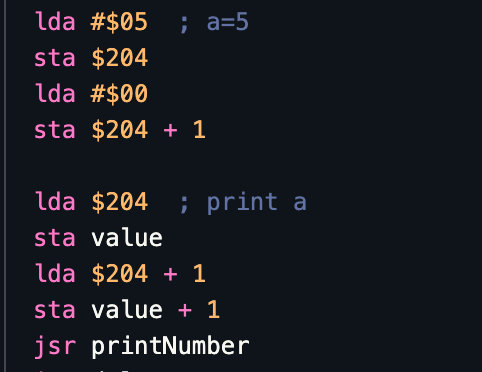 lda #$05  ; a=5
sta $204
lda #$00
sta $204 + 1
lda $204  ; print a
sta value
lda $204 + 1
sta value + 1
jsr printNumber